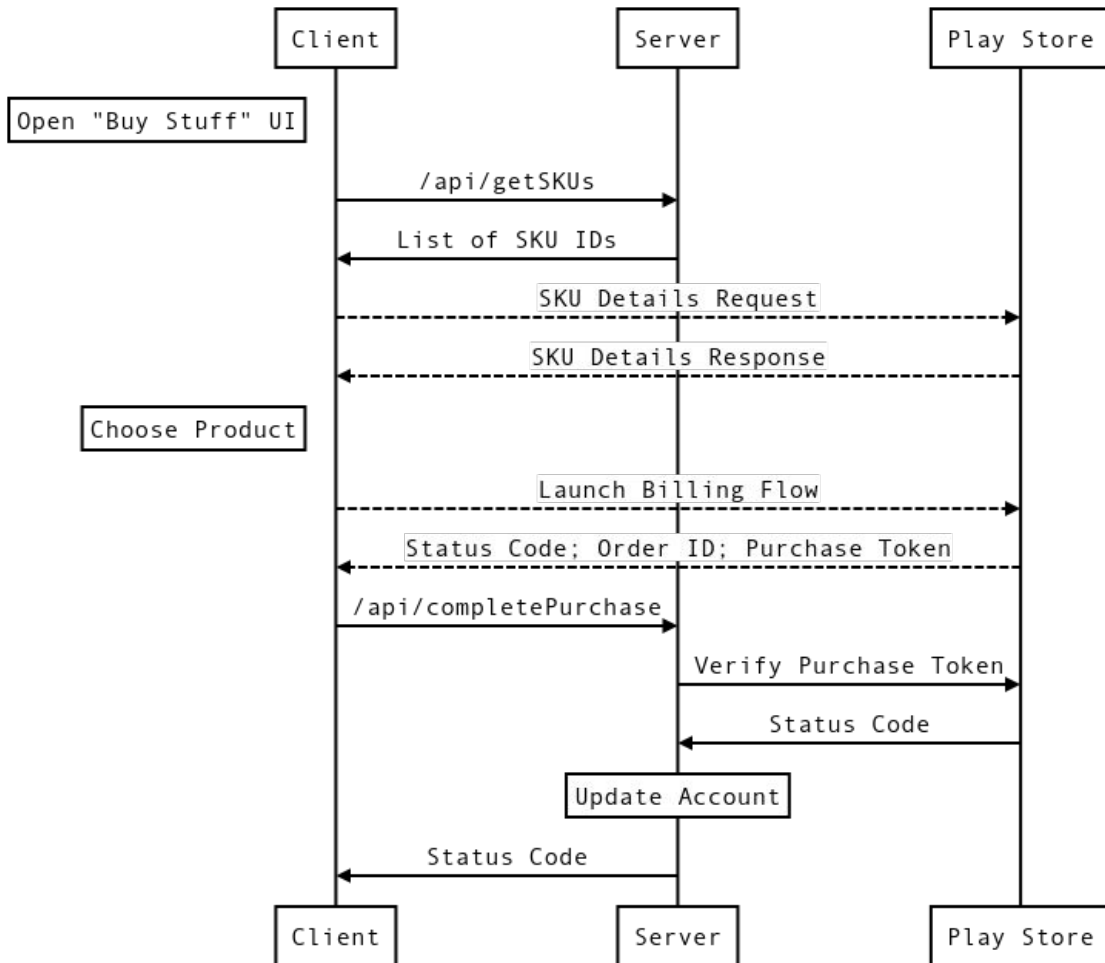 Client
Server
Play Store
Open "Buy Stuff" UI
/api/getSKUs
List of SKU IDs
SKU Details Request
SKU Details Response
Choose Product
Launch Billing Flow
Status Code; Order ID; Purchase Token
/api/completePurchase
Verify Purchase Token
Status Code
Update Account
Status Code
Client
Server
Play Store